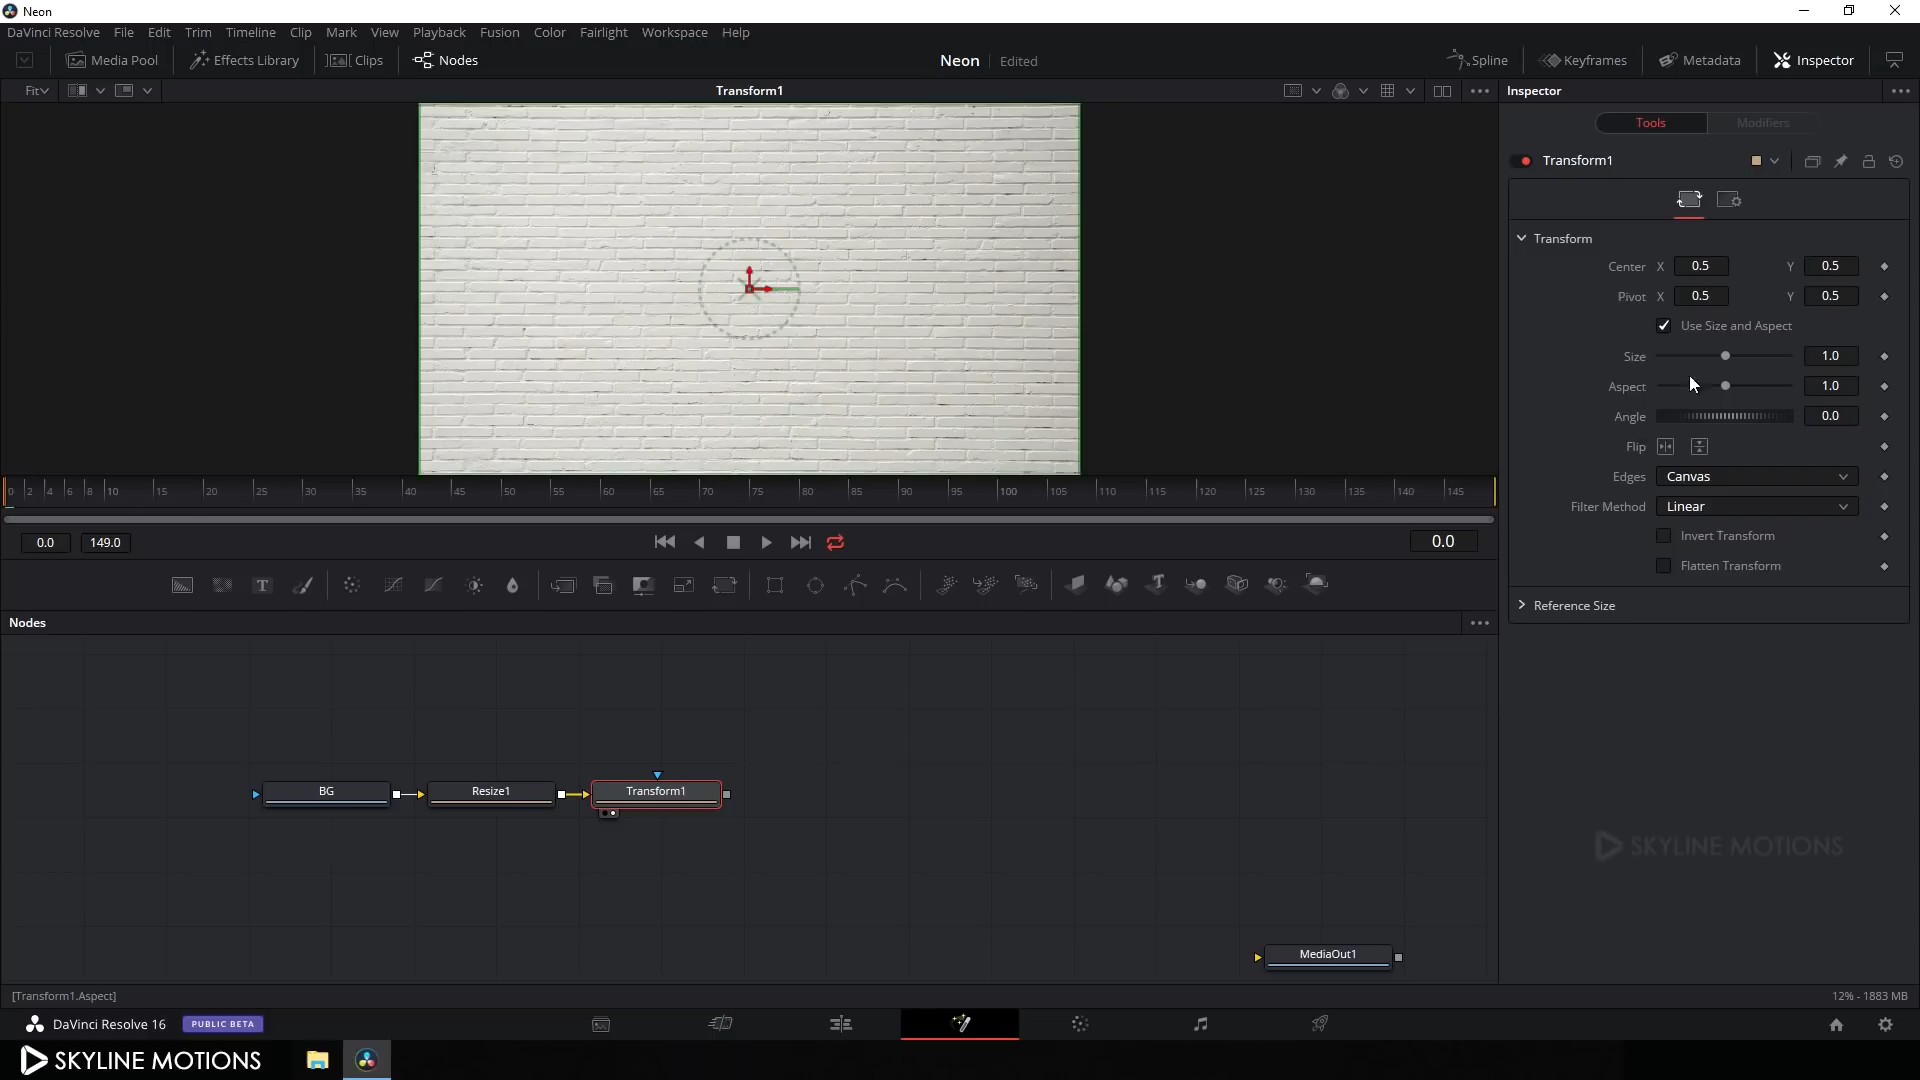 Neon
DaVinci Resolve File Edit Trim Timeline Clip Mark View Playback Fusion Color Fairlight Workspace Help
Media Pool Effects Library Clips Nodes Neon Edited Spline Keyframes Metadata Inspector
Fit Transform1 Inspector
Tools Modifiers
Transform1
Transform
Center X 0.5 Y 0.5
Pivot X 0.5 Y 0.5
Use Size and Aspect
Size 1.0
Aspect 1.0
Angle 0.0
Flip
Edges Canvas
0 2 4 6 8 10 15 20 25 30 35 40 45 50 55 60 65 70 75 80 85 90 95 100 105 110 115 120 125 130 135 140 145
Filter Method Linear
Invert Transform
0.0 149.0 0.0
Flatten Transform
Reference Size
Nodes
BG Resize1 Transform1
SKYLINE MOTIONS
MediaOut1
[Transform1.Aspect] 12% - 1883 MB
DaVinci Resolve 16 PUBLIC BETA
SKYLINE MOTIONS